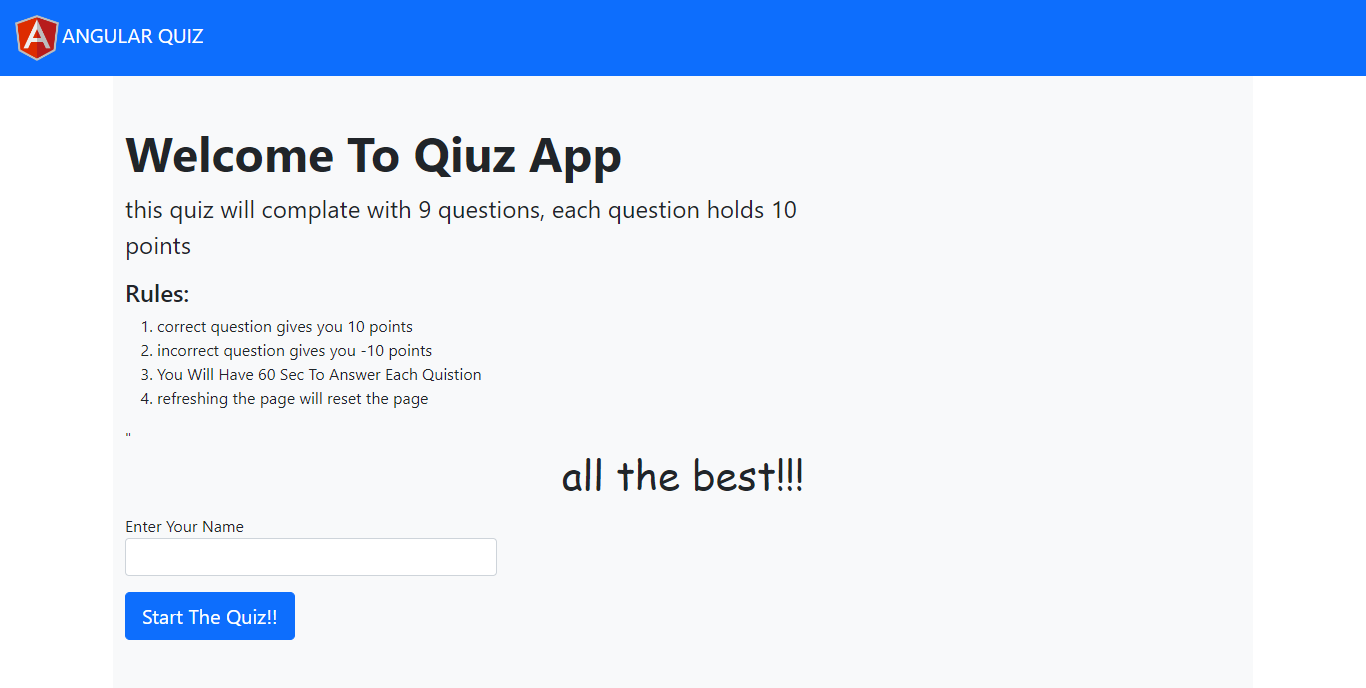 ANGULAR QUIZ
Welcome To Qiuz App
this quiz will complate with 9 questions, each question holds 10
points
Rules:
1. correct question gives you 10 points
2. incorrect question gives you -10 points
3. You Will Have 60 Sec To Answer Each Quistion
4. refreshing the page will reset the page
"
all the best!!!
Enter Your Name
Start The Quiz!!